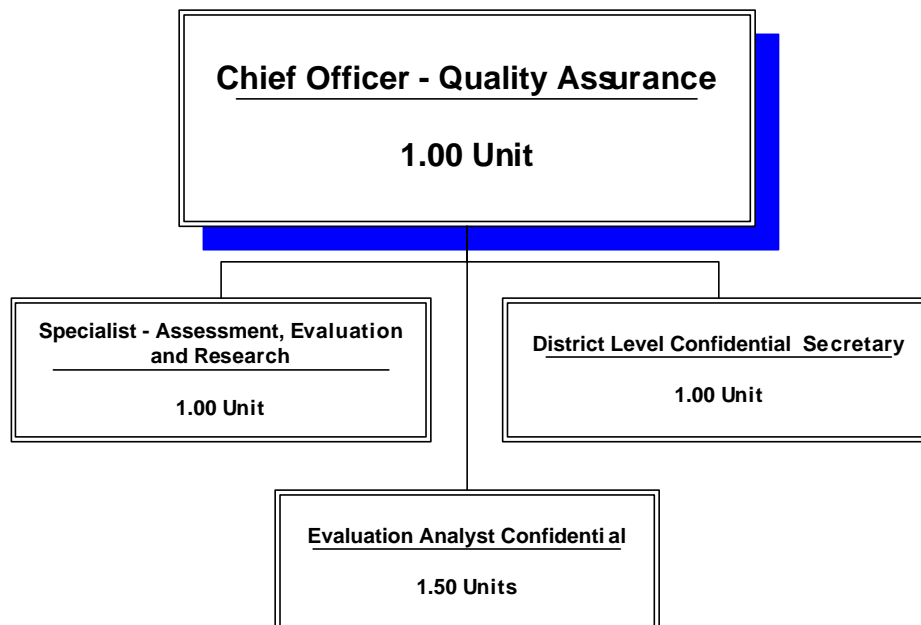 Chief Officer - Quality Assurance
1.00 Unit
Specialist - Assessment, Evaluation
and Research
1.00 Unit
District Level Confidential Secretary
1.00 Unit
Evaluation Analyst Confidential
1.50 Units